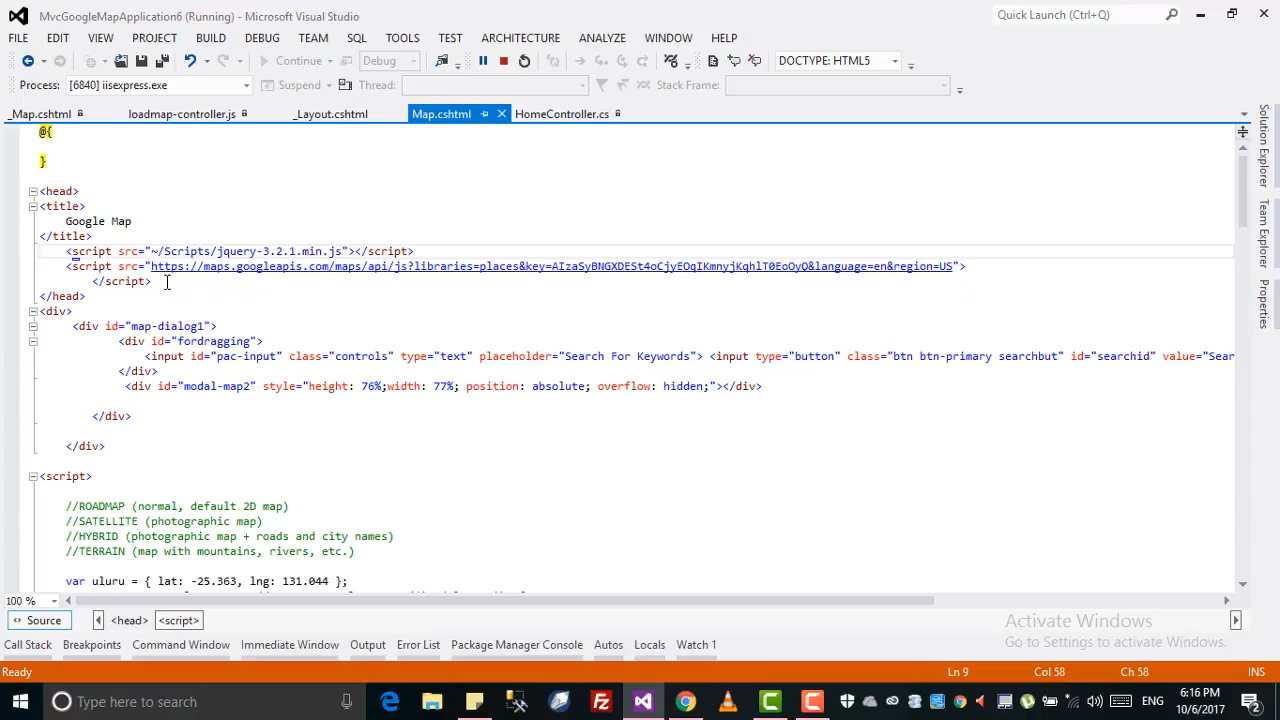 MvcGoogleMapApplication6 (Running) - Microsoft Visual Studio
Quick Launch (Ctrl+Q)
FILE EDIT VIEW PROJECT BUILD DEBUG TEAM SQL TOOLS TEST ARCHITECTURE ANALYZE WINDOW HELP
Continue Debug DOCTYPE: HTML5
Process: [6840] iisexpress.exe Suspend Thread: Stack Frame:
_Map.cshtml loadmap-controller.js _Layout.cshtml Map.cshtml HomeController.cs
@{
}
<head>
<title>
Google Map
</title>
<script src="~/Scripts/jquery-3.2.1.min.js"></script>
<script src="https://maps.googleapis.com/maps/api/js?libraries=places&key=AIzaSyBNGXDESt4oCjyEOqIKmnyjKqhlT0EoOyQ&language=en&region=US">
</script>
</head>
<div>
<div id="map-dialog1">
<div id="fordragging">
<input id="pac-input" class="controls" type="text" placeholder="Search For Keywords"> <input type="button" class="btn btn-primary searchbut" id="searchid" value="Sear
</div>
<div id="modal-map2" style="height: 76%;width: 77%; position: absolute; overflow: hidden;"></div>
</div>
</div>
<script>
//ROADMAP (normal, default 2D map)
//SATELLITE (photographic map)
//HYBRID (photographic map + roads and city names)
//TERRAIN (map with mountains, rivers, etc.)
var uluru = { lat: -25.363, lng: 131.044 };
100 %
Source <head> <script>
Activate Windows
Go to Settings to activate Windows.
Call Stack Breakpoints Command Window Immediate Window Output Error List Package Manager Console Autos Locals Watch 1
Ready Ln 9 Col 58 Ch 58 INS
Type here to search
ENG
6:16 PM
10/6/2017
2
Solution Explorer
Team Explorer
Properties